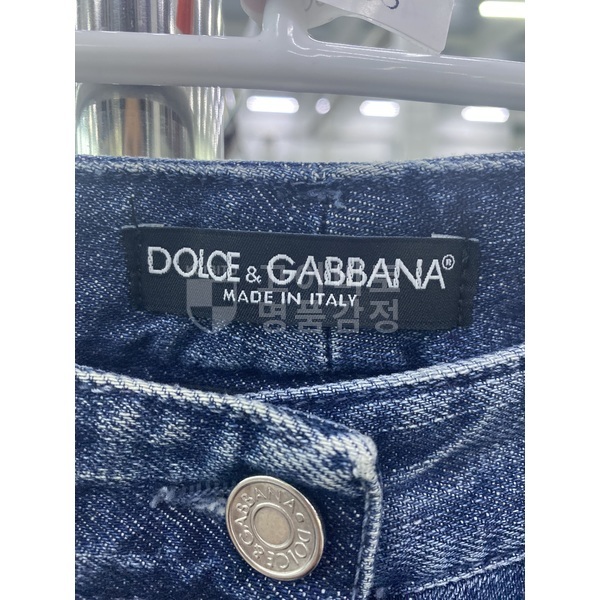 DOLCE & GABBANA®
MADE IN ITALY
명품감정
DOLCE&GABBANA